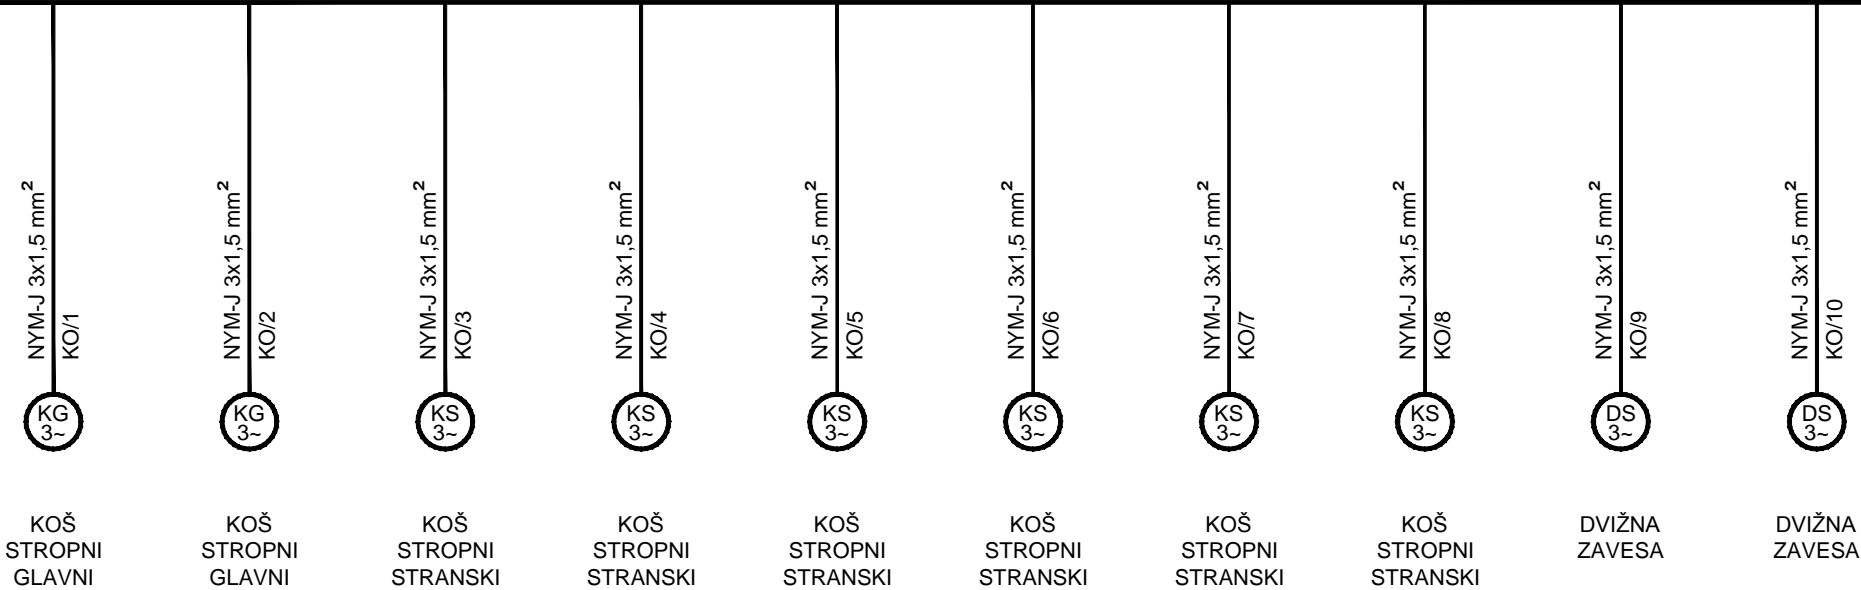 NYM-J 3x1,5 mm²
KO/1
KG
3~
KOŠ
STROPNI
GLAVNI
NYM-J 3x1,5 mm²
KO/2
KG
3~
KOŠ
STROPNI
GLAVNI
NYM-J 3x1,5 mm²
KO/3
KS
3~
KOŠ
STROPNI
STRANSKI
NYM-J 3x1,5 mm²
KO/4
KS
3~
KOŠ
STROPNI
STRANSKI
NYM-J 3x1,5 mm²
KO/5
KS
3~
KOŠ
STROPNI
STRANSKI
NYM-J 3x1,5 mm²
KO/6
KS
3~
KOŠ
STROPNI
STRANSKI
NYM-J 3x1,5 mm²
KO/7
KS
3~
KOŠ
STROPNI
STRANSKI
NYM-J 3x1,5 mm²
KO/8
KS
3~
KOŠ
STROPNI
STRANSKI
NYM-J 3x1,5 mm²
KO/9
DS
3~
DVIŽNA
ZAVESA
NYM-J 3x1,5 mm²
KO/10
DS
3~
DVIŽNA
ZAVESA